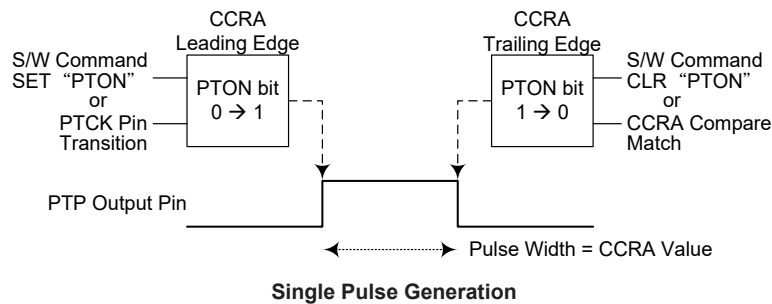 CCRA
Leading Edge
S/W Command
SET “PTON”
or
PTCK Pin
Transition
PTON bit
0 → 1
CCRA
Trailing Edge
PTON bit
1 → 0
S/W Command
CLR “PTON”
or
CCRA Compare
Match
PTP Output Pin
Pulse Width = CCRA Value
Single Pulse Generation